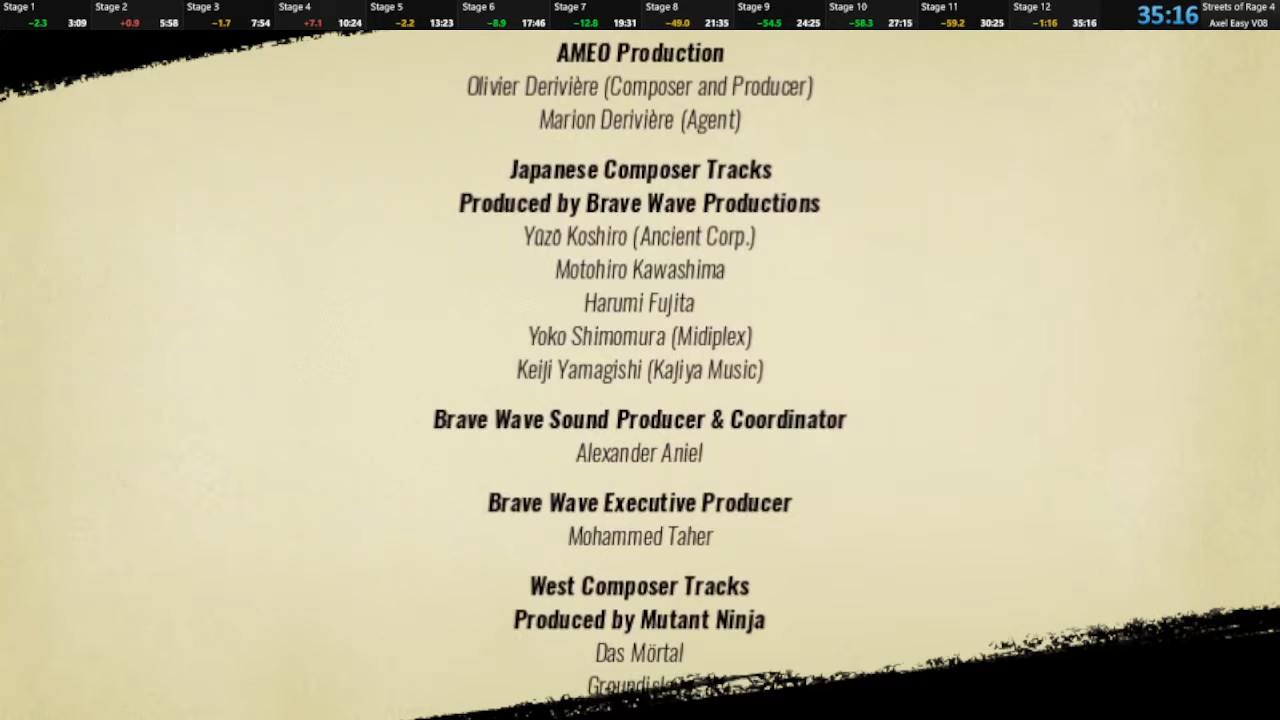 Stage 1 Stage 2 Stage 3 Stage 4 Stage 5 Stage 6 Stage 7 Stage 8 Stage 9 Stage 10 Stage 11 Stage 12 35:16 Streets of Rage 4
−2.3 3:09 +0.9 5:58 −1.7 7:54 +7.1 10:24 −2.2 13:23 −8.9 17:46 −12.8 19:31 −49.0 21:35 −54.5 24:25 −58.3 27:15 −59.2 30:25 −1:16 35:16 Axel Easy V08
AMEO Production
Olivier Derivière (Composer and Producer)
Marion Derivière (Agent)
Japanese Composer Tracks
Produced by Brave Wave Productions
Yūzō Koshiro (Ancient Corp.)
Motohiro Kawashima
Harumi Fujita
Yoko Shimomura (Midiplex)
Keiji Yamagishi (Kajiya Music)
Brave Wave Sound Producer & Coordinator
Alexander Aniel
Brave Wave Executive Producer
Mohammed Taher
West Composer Tracks
Produced by Mutant Ninja
Das Mörtal